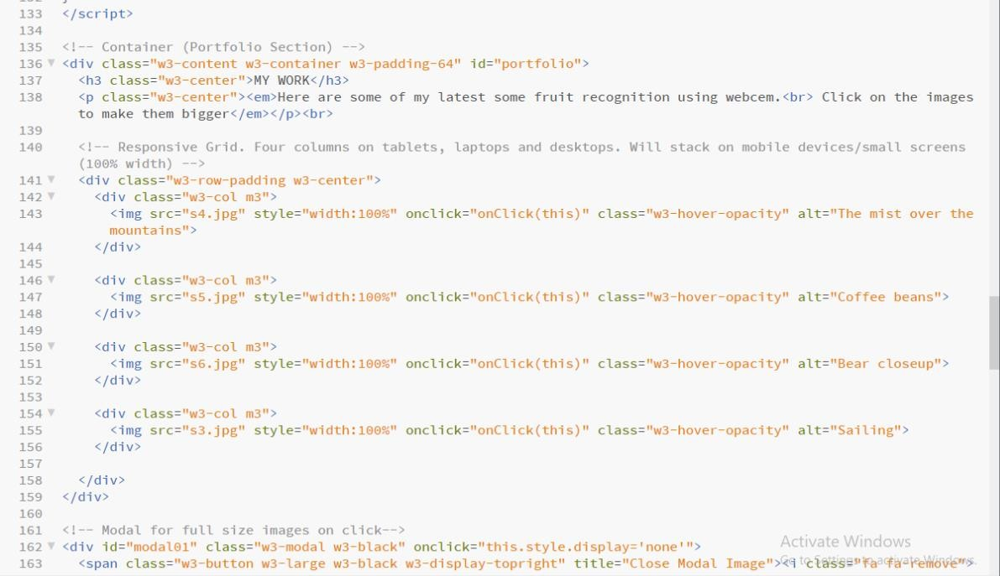 133 </script>
134
135 <!-- Container (Portfolio Section) -->
136 <div class="w3-content w3-container w3-padding-64" id="portfolio">
137 <h3 class="w3-center">MY WORK</h3>
138 <p class="w3-center"><em>Here are some of my latest some fruit recognition using webcem.<br> Click on the images
to make them bigger</em></p><br>
139
140 <!-- Responsive Grid. Four columns on tablets, laptops and desktops. Will stack on mobile devices/small screens
(100% width) -->
141 <div class="w3-row-padding w3-center">
142 <div class="w3-col m3">
143 <img src="s4.jpg" style="width:100%" onclick="onClick(this)" class="w3-hover-opacity" alt="The mist over the
mountains">
144 </div>
145
146 <div class="w3-col m3">
147 <img src="s5.jpg" style="width:100%" onclick="onClick(this)" class="w3-hover-opacity" alt="Coffee beans">
148 </div>
149
150 <div class="w3-col m3">
151 <img src="s6.jpg" style="width:100%" onclick="onClick(this)" class="w3-hover-opacity" alt="Bear closeup">
152 </div>
153
154 <div class="w3-col m3">
155 <img src="s3.jpg" style="width:100%" onclick="onClick(this)" class="w3-hover-opacity" alt="Sailing">
156 </div>
157
158 </div>
159 </div>
160
161 <!-- Modal for full size images on click-->
162 <div id="modal01" class="w3-modal w3-black" onclick="this.style.display='none'">
Activate Windows
163 <span class="w3-button w3-large w3-black w3-display-topright" title="Close Modal Image"><i class="fa fa-remove">
Go to Settings to activate Windows.